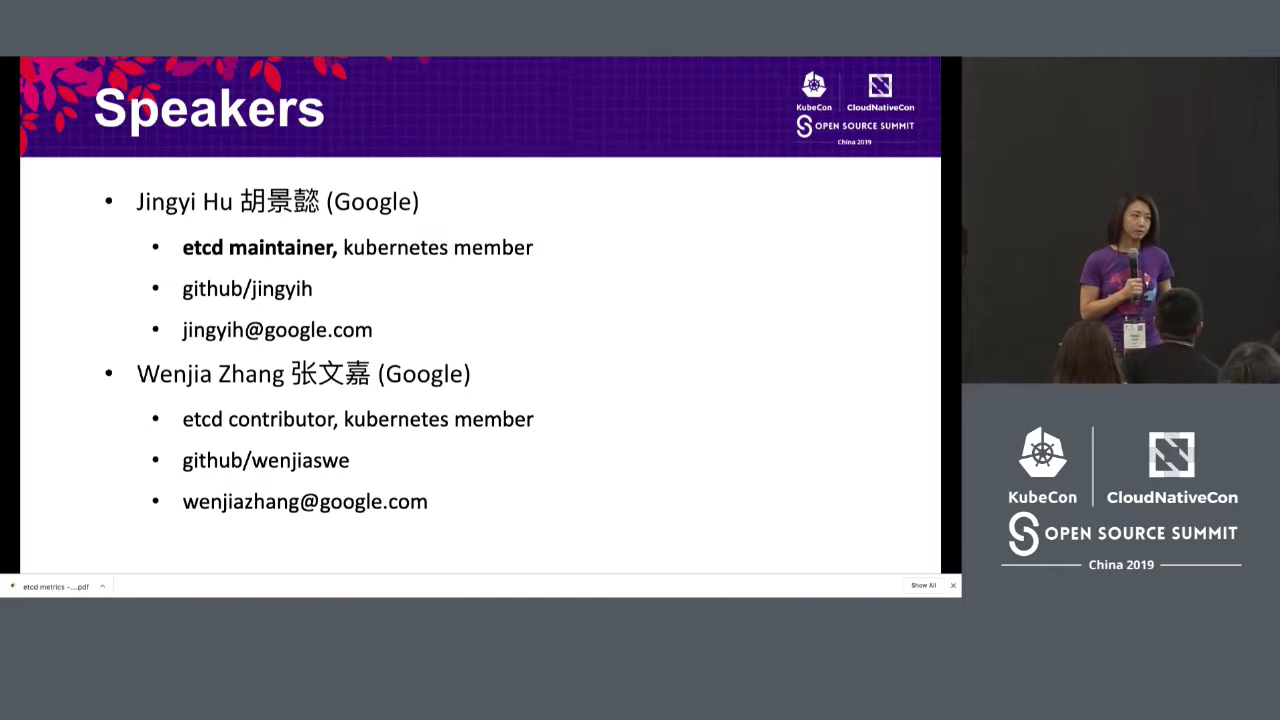 Speakers
KubeCon
CloudNativeCon
OPEN SOURCE SUMMIT
China 2019
• Jingyi Hu 胡景懿 (Google)
• etcd maintainer, kubernetes member
• github/jingyih
• jingyih@google.com
• Wenjia Zhang 张文嘉 (Google)
• etcd contributor, kubernetes member
• github/wenjiaswe
• wenjiazhang@google.com
etcd metrics -....pdf
Show All
KubeCon
CloudNativeCon
OPEN SOURCE SUMMIT
China 2019